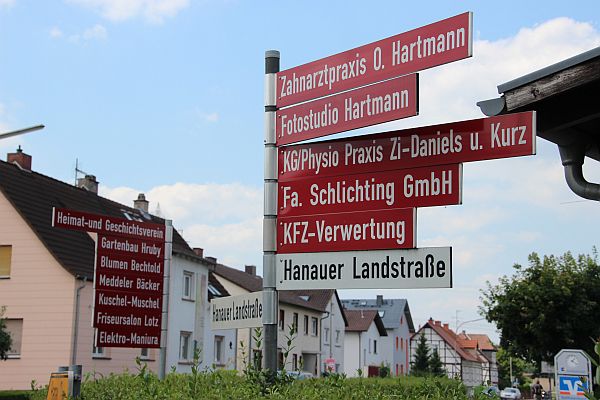 Zahnarztpraxis O. Hartmann
Fotostudio Hartmann
KG/Physio Praxis Zi-Daniels u. Kurz
Fa. Schlichting GmbH
KFZ-Verwertung
Hanauer Landstraße
Hanauer Landstraße
Heimat-und Geschichtsverein
Gartenbau Hruby
Blumen Bechtold
Meddeler Bäcker
Kuschel-Muschel
Friseursalon Lotz
Elektro-Maniura